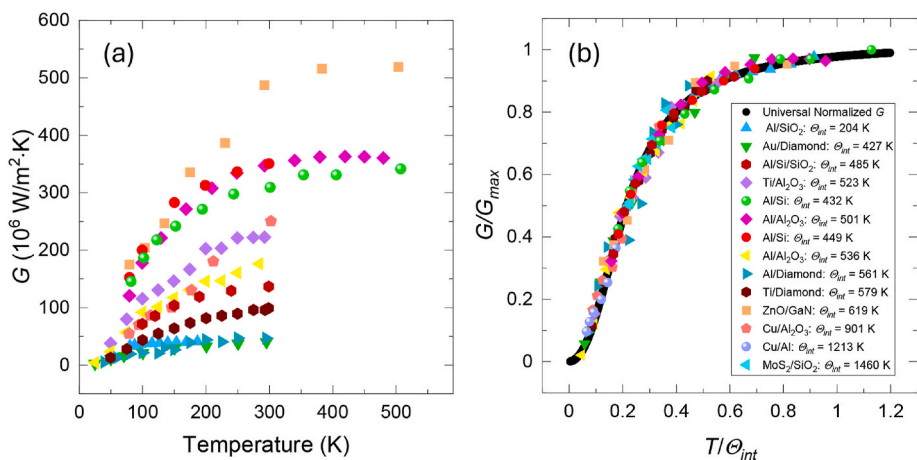 (a)
G (10⁶ W/m²·K)
600
500
400
300
200
100
0
0 100 200 300 400 500
Temperature (K)
(b)
G/Gmax
1
0.8
0.6
0.4
0.2
0
Universal Normalized G
Al/SiO₂: Θint = 204 K
Au/Diamond: Θint = 427 K
Al/Si/SiO₂: Θint = 485 K
Ti/Al₂O₃: Θint = 523 K
Al/Si: Θint = 432 K
Al/Al₂O₃: Θint = 501 K
Al/Si: Θint = 449 K
Al/Al₂O₃: Θint = 536 K
Al/Diamond: Θint = 561 K
Ti/Diamond: Θint = 579 K
ZnO/GaN: Θint = 619 K
Cu/Al₂O₃: Θint = 901 K
Cu/Al: Θint = 1213 K
MoS₂/SiO₂: Θint = 1460 K
0 0.2 0.4 0.6 0.8 1.0 1.2
T/Θint